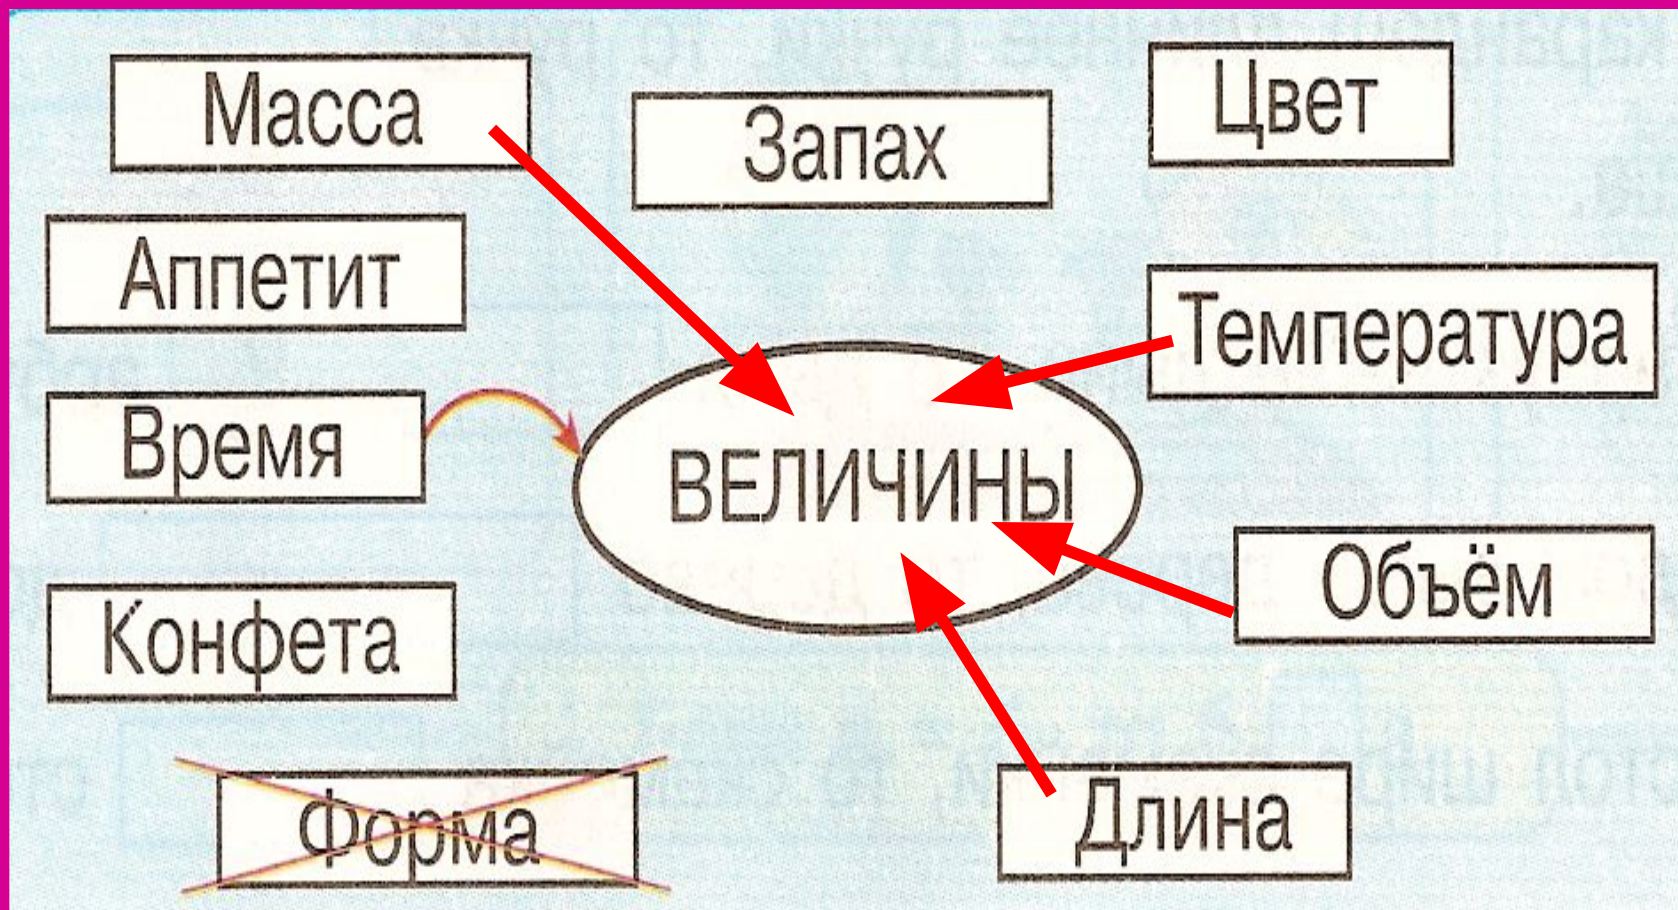 Масса
Запах
Цвет
Аппетит
Температура
Время
ВЕЛИЧИНЫ
Объём
Конфета
Форма
Длина